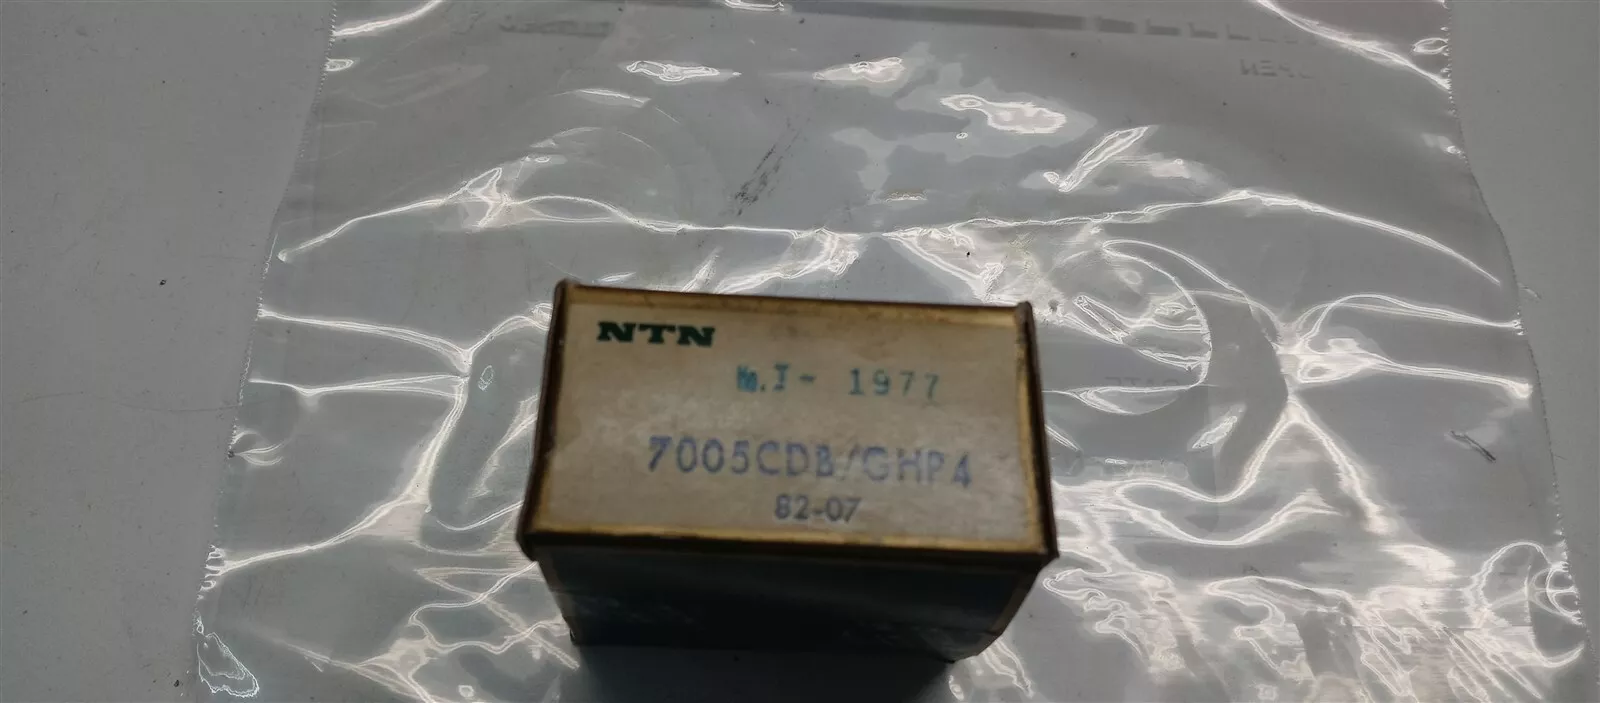 NTN
No.I- 1977
7005CDB/GHP4
82-07